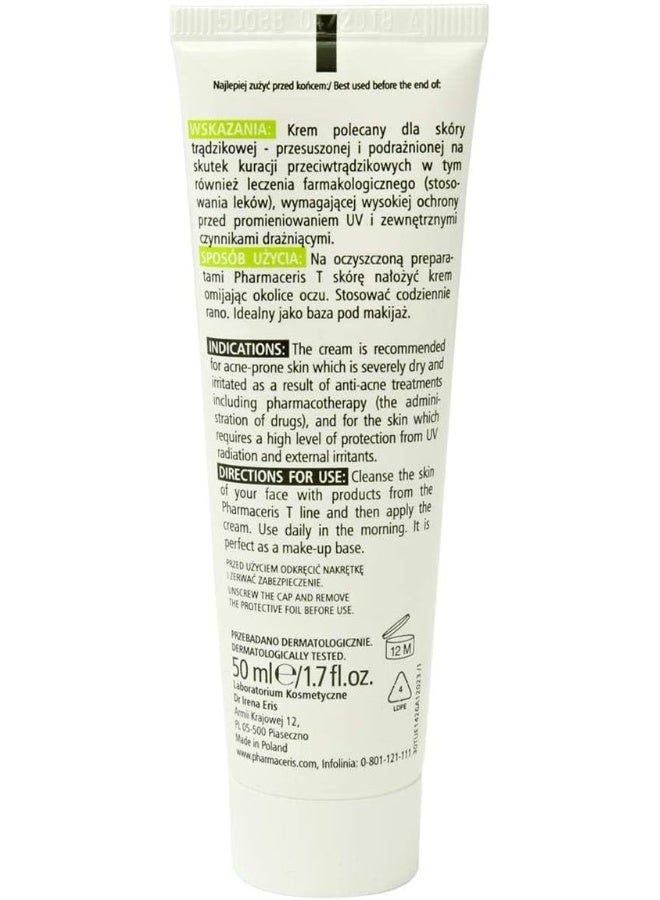 50088 04/2018 A
Najlepiej zużyć przed końcem:/ Best used before the end of:
WSKAZANIA: Krem polecany dla skóry
trądzikowej - przesuszonej i podrażnionej na
skutek kuracji przeciwtrądzikowych w tym
również leczenia farmakologicznego (stoso-
wania leków), wymagającej wysokiej ochrony
przed promieniowaniem UV i zewnętrznymi
czynnikami drażniącymi.
SPOSÓB UŻYCIA: Na oczyszczoną prepara-
tami Pharmaceris T skórę nałożyć krem
omijając okolice oczu. Stosować codziennie
rano. Idealny jako baza pod makijaż.
INDICATIONS: The cream is recommended
for acne-prone skin which is severely dry and
irritated as a result of anti-acne treatments
including pharmacotherapy (the admini-
stration of drugs), and for the skin which
requires a high level of protection from UV
radiation and external irritants.
DIRECTIONS FOR USE: Cleanse the skin
of your face with products from the
Pharmaceris T line and then apply the
cream. Use daily in the morning. It is
perfect as a make-up base.
PRZED UŻYCIEM ODKRĘCIĆ NAKRĘTKĘ
I ZERWAĆ ZABEZPIECZENIE.
UNSCREW THE CAP AND REMOVE
THE PROTECTIVE FOIL BEFORE USE.
PRZEBADANO DERMATOLOGICZNIE.
DERMATOLOGICALLY TESTED.
50 ml℮/1.7 fl.oz.
Laboratorium Kosmetyczne
Dr Irena Eris
Armii Krajowej 12,
PL 05-500 Piaseczno
Made in Poland
www.pharmaceris.com, Infolinia: 0-801-121-111
12 M
4
LDPE